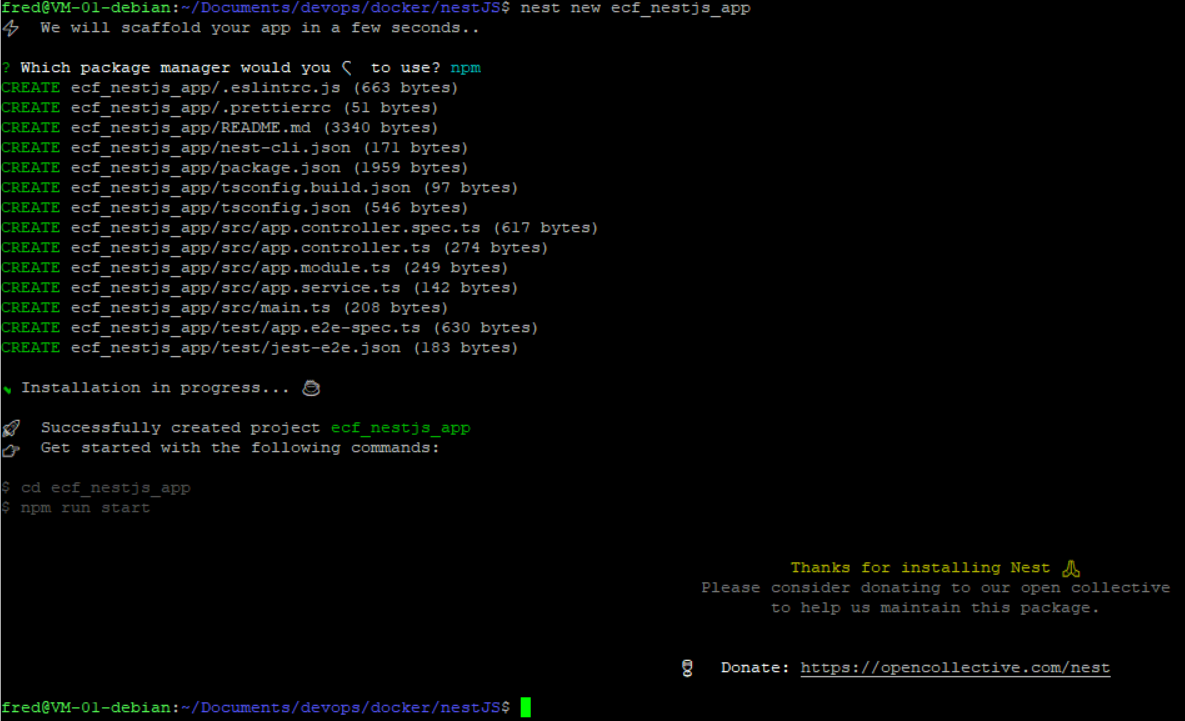 fred@VM-01-debian:~/Documents/devops/docker/nestJS$ nest new ecf_nestjs_app
⚡ We will scaffold your app in a few seconds..
? Which package manager would you to use? npm
CREATE ecf_nestjs_app/.eslintrc.js (663 bytes)
CREATE ecf_nestjs_app/.prettierrc (51 bytes)
CREATE ecf_nestjs_app/README.md (3340 bytes)
CREATE ecf_nestjs_app/nest-cli.json (171 bytes)
CREATE ecf_nestjs_app/package.json (1959 bytes)
CREATE ecf_nestjs_app/tsconfig.build.json (97 bytes)
CREATE ecf_nestjs_app/tsconfig.json (546 bytes)
CREATE ecf_nestjs_app/src/app.controller.spec.ts (617 bytes)
CREATE ecf_nestjs_app/src/app.controller.ts (274 bytes)
CREATE ecf_nestjs_app/src/app.module.ts (249 bytes)
CREATE ecf_nestjs_app/src/app.service.ts (142 bytes)
CREATE ecf_nestjs_app/src/main.ts (208 bytes)
CREATE ecf_nestjs_app/test/app.e2e-spec.ts (630 bytes)
CREATE ecf_nestjs_app/test/jest-e2e.json (183 bytes)
Installation in progress... ☕
🚀 Successfully created project ecf_nestjs_app
👉 Get started with the following commands:
$ cd ecf_nestjs_app
$ npm run start
Thanks for installing Nest 🙏
Please consider donating to our open collective
to help us maintain this package.
Donate: https://opencollective.com/nest
fred@VM-01-debian:~/Documents/devops/docker/nestJS$